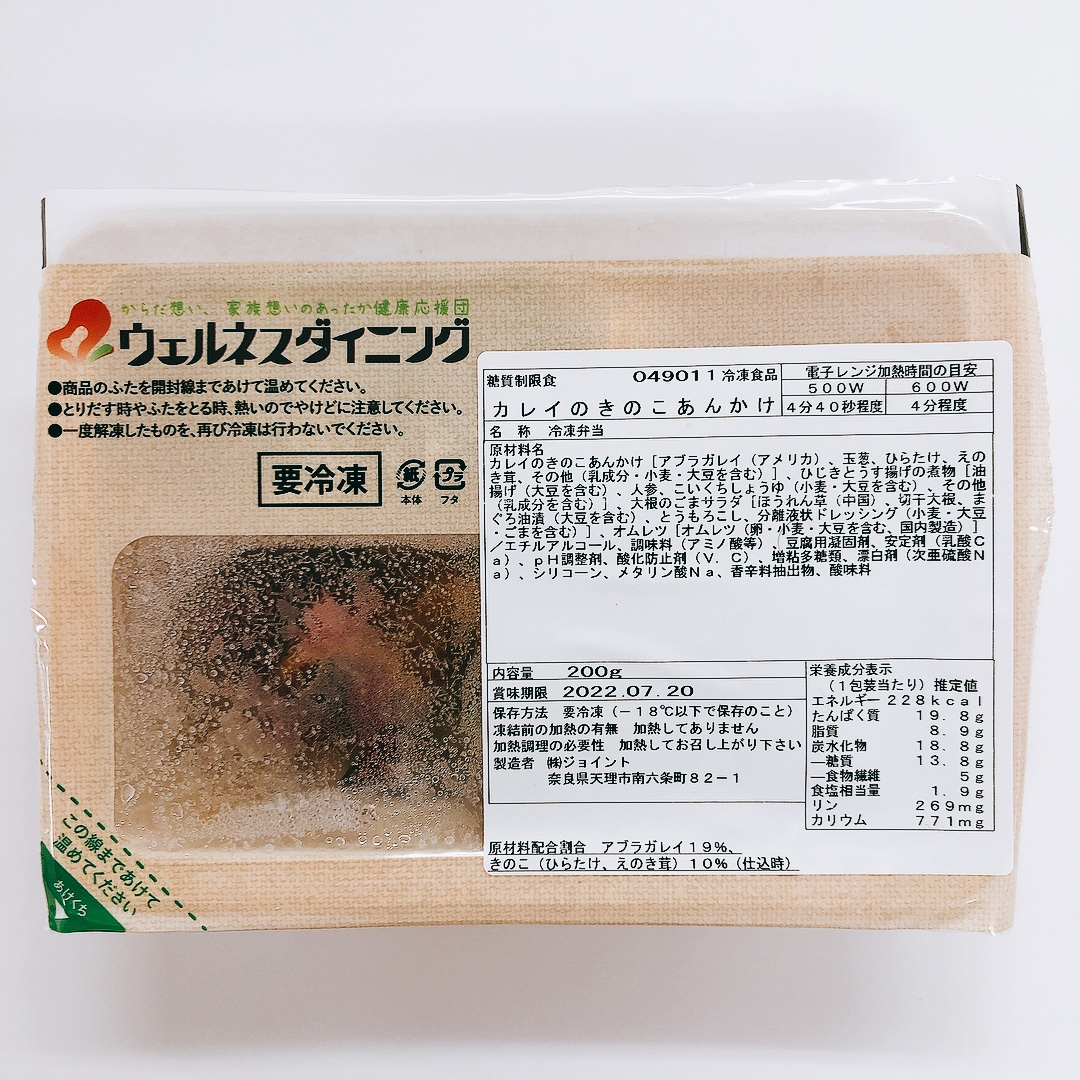 からだ想い、家族想いのあったか健康応援団
ウェルネスダイニング
●商品のふたを開封線まであけて温めてください。
●とりだす時やふたをとる時、熱いのでやけどに注意してください。
●一度解凍したものを、再び冷凍は行わないでください。
要冷凍
紙
本体
プラ
フタ
この線まであけて
温めてください
あけくち
糖質制限食 049011 冷凍食品
カレイのきのこあんかけ
電子レンジ加熱時間の目安
500W 600W
4分40秒程度 4分程度
名 称 冷凍弁当
原材料名
カレイのきのこあんかけ［アブラガレイ（アメリカ）、玉葱、ひらたけ、えの
き茸、その他（乳成分・小麦・大豆を含む）］、ひじきとうす揚げの煮物［油
揚げ（大豆を含む）、人参、こいくちしょうゆ（小麦・大豆を含む）、その他
（乳成分を含む）］、大根のごまサラダ［ほうれん草（中国）、切干大根、ま
ぐろ油漬（大豆を含む）、とうもろこし、分離液状ドレッシング（小麦・大豆
・ごまを含む）］、オムレツ［オムレツ（卵・小麦・大豆を含む、国内製造）］
／エチルアルコール、調味料（アミノ酸等）、豆腐用凝固剤、安定剤（乳酸C
a）、pH調整剤、酸化防止剤（V．C）、増粘多糖類、漂白剤（次亜硫酸N
a）、シリコーン、メタリン酸Na、香辛料抽出物、酸味料
内容量 200g
賞味期限 2022.07.20
保存方法 要冷凍（－18℃以下で保存のこと）
凍結前の加熱の有無 加熱してありません
加熱調理の必要性 加熱してお召し上がり下さい
製造者 ㈱ジョイント
奈良県天理市南六条町82－1
栄養成分表示
（1包装当たり）推定値
エネルギー 228kcal
たんぱく質 19.8g
脂質 8.9g
炭水化物 18.8g
―糖質 13.8g
―食物繊維 5g
食塩相当量 1.9g
リン 269mg
カリウム 771mg
原材料配合割合 アブラガレイ19%、
きのこ（ひらたけ、えのき茸）10%（仕込時）